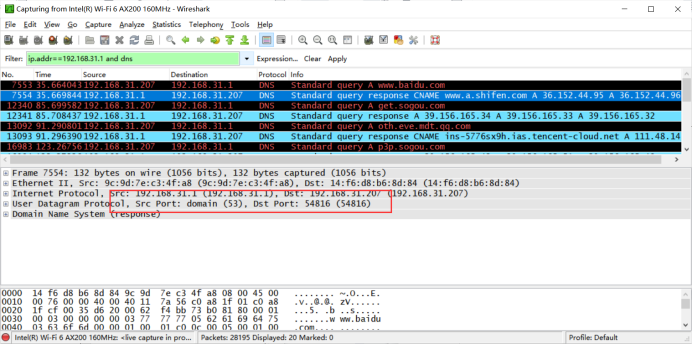 Capturing from Intel(R) Wi-Fi 6 AX200 160MHz - Wireshark
File Edit View Go Capture Analyze Statistics Telephony Tools Help
Filter: ip.addr==192.168.31.1 and dns Expression... Clear Apply
No. Time Source Destination Protocol Info
7553 35.664043 192.168.31.207 192.168.31.1 DNS Standard query A www.baidu.com
7554 35.669844 192.168.31.1 192.168.31.207 DNS Standard query response CNAME www.a.shifen.com A 36.152.44.95 A 36.152.44.96
12340 85.699582 192.168.31.207 192.168.31.1 DNS Standard query A get.sogou.com
12341 85.708437 192.168.31.1 192.168.31.207 DNS Standard query response A 39.156.165.34 A 39.156.165.33 A 39.156.165.32
13092 91.290801 192.168.31.207 192.168.31.1 DNS Standard query A oth.eve.mdt.qq.com
13093 91.296390 192.168.31.1 192.168.31.207 DNS Standard query response CNAME ins-5776sx9h.ias.tencent-cloud.net A 111.48.14
16983 123.26756 192.168.31.207 192.168.31.1 DNS Standard query A p3p.sogou.com
Frame 7554: 132 bytes on wire (1056 bits), 132 bytes captured (1056 bits)
Ethernet II, Src: 9c:9d:7e:c3:4f:a8 (9c:9d:7e:c3:4f:a8), Dst: 14:f6:d8:b6:8d:84 (14:f6:d8:b6:8d:84)
Internet Protocol, Src: 192.168.31.1 (192.168.31.1), Dst: 192.168.31.207 (192.168.31.207)
User Datagram Protocol, Src Port: domain (53), Dst Port: 54816 (54816)
Domain Name System (response)
0000 14 f6 d8 b6 8d 84 9c 9d 7e c3 4f a8 08 00 45 00 ........ ~.O...E.
0010 00 76 00 00 40 00 40 11 7a 56 c0 a8 1f 01 c0 a8 .v..@.@. zV......
0020 1f cf 00 35 d6 20 00 62 f4 bb 73 b0 81 80 00 01 ...5. .b ..s.....
0030 00 03 00 00 00 00 03 77 77 77 05 62 61 69 64 75 .......w ww.baidu
0040 03 63 6f 6d 00 00 01 00 01 c0 0c 00 05 00 01 00 .com.... ........
Intel(R) Wi-Fi 6 AX200 160MHz: <live capture in pro... Packets: 28195 Displayed: 20 Marked: 0 Profile: Default